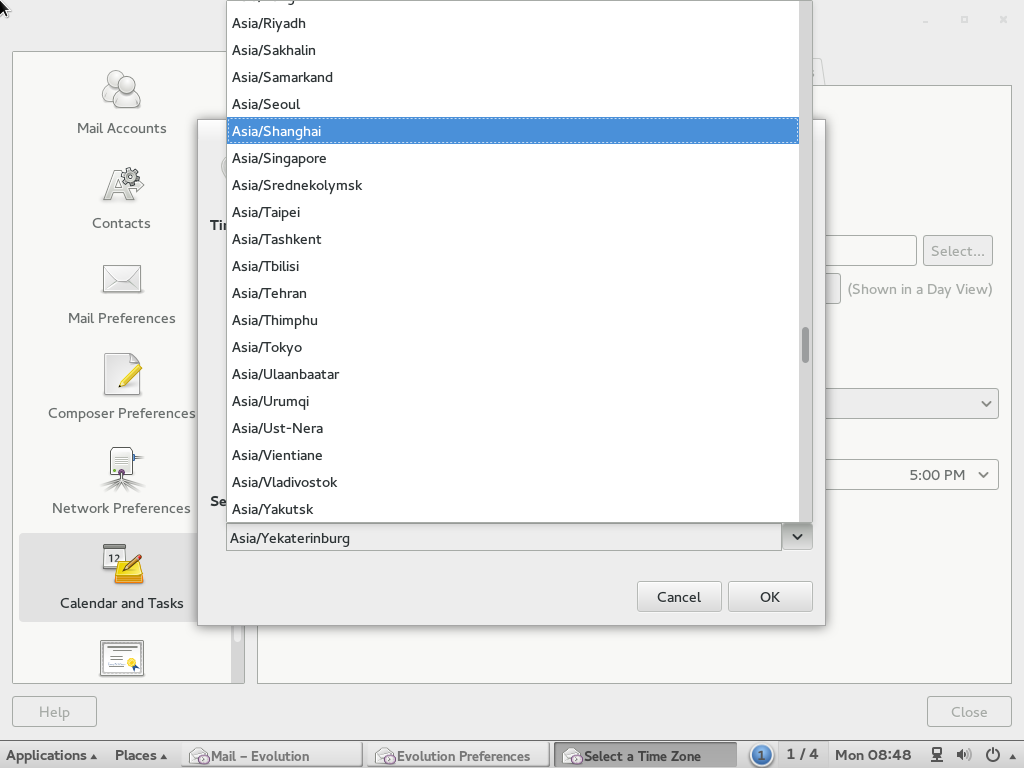 Asia/Riyadh
Asia/Sakhalin
Asia/Samarkand
Asia/Seoul
Asia/Shanghai
Asia/Singapore
Asia/Srednekolymsk
Asia/Taipei
Asia/Tashkent
Asia/Tbilisi
Asia/Tehran
Asia/Thimphu
Asia/Tokyo
Asia/Ulaanbaatar
Asia/Urumqi
Asia/Ust-Nera
Asia/Vientiane
Asia/Vladivostok
Asia/Yakutsk
Asia/Yekaterinburg
Cancel
OK
Mail Accounts
Contacts
Mail Preferences
Composer Preferences
Network Preferences
12
Calendar and Tasks
Select...
(Shown in a Day View)
5:00 PM
Help
Close
Applications
Places
Mail – Evolution
Evolution Preferences
Select a Time Zone
1
1 / 4
Mon 08:48